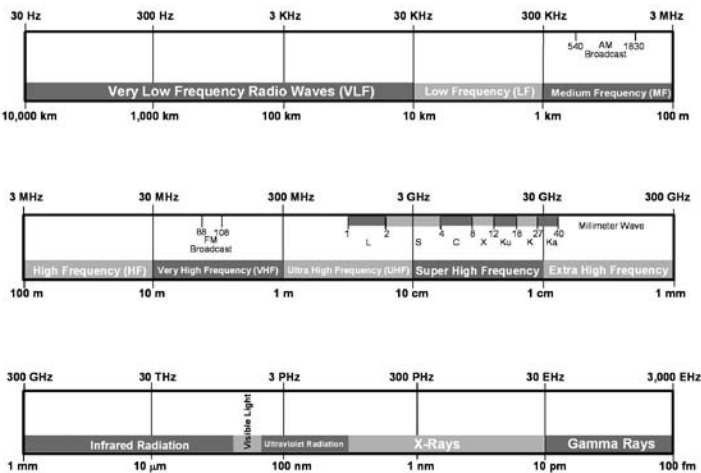 30 Hz 300 Hz 3 KHz 30 KHz 300 KHz 3 MHz
540 AM 1830
Broadcast
Very Low Frequency Radio Waves (VLF) Low Frequency (LF) Medium Frequency (MF)
10,000 km 1,000 km 100 km 10 km 1 km 100 m
3 MHz 30 MHz 300 MHz 3 GHz 30 GHz 300 GHz
88 108 1 2 4 8 12 18 27 40 Millimeter Wave
FM L S C X Ku K Ka
Broadcast
High Frequency (HF) Very High Frequency (VHF) Ultra High Frequency (UHF) Super High Frequency Extra High Frequency
100 m 10 m 1 m 10 cm 1 cm 1 mm
300 GHz 30 THz 3 PHz 300 PHz 30 EHz 3,000 EHz
Visible Light
Infrared Radiation Ultraviolet Radiation X-Rays Gamma Rays
1 mm 10 µm 100 nm 1 nm 10 pm 100 fm